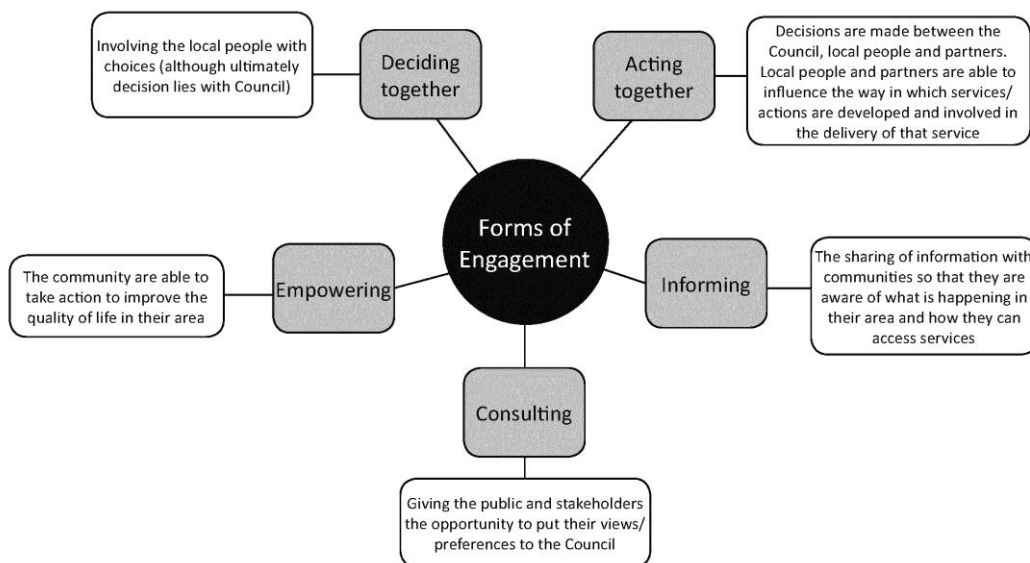 Involving the local people with
choices (although ultimately
decision lies with Council)
Deciding
together
Acting
together
Decisions are made between the
Council, local people and partners.
Local people and partners are able to
influence the way in which services/
actions are developed and involved in
the delivery of that service
Forms of
Engagement
The community are able to
take action to improve the
quality of life in their area
Empowering
Informing
The sharing of information with
communities so that they are
aware of what is happening in
their area and how they can
access services
Consulting
Giving the public and stakeholders
the opportunity to put their views/
preferences to the Council